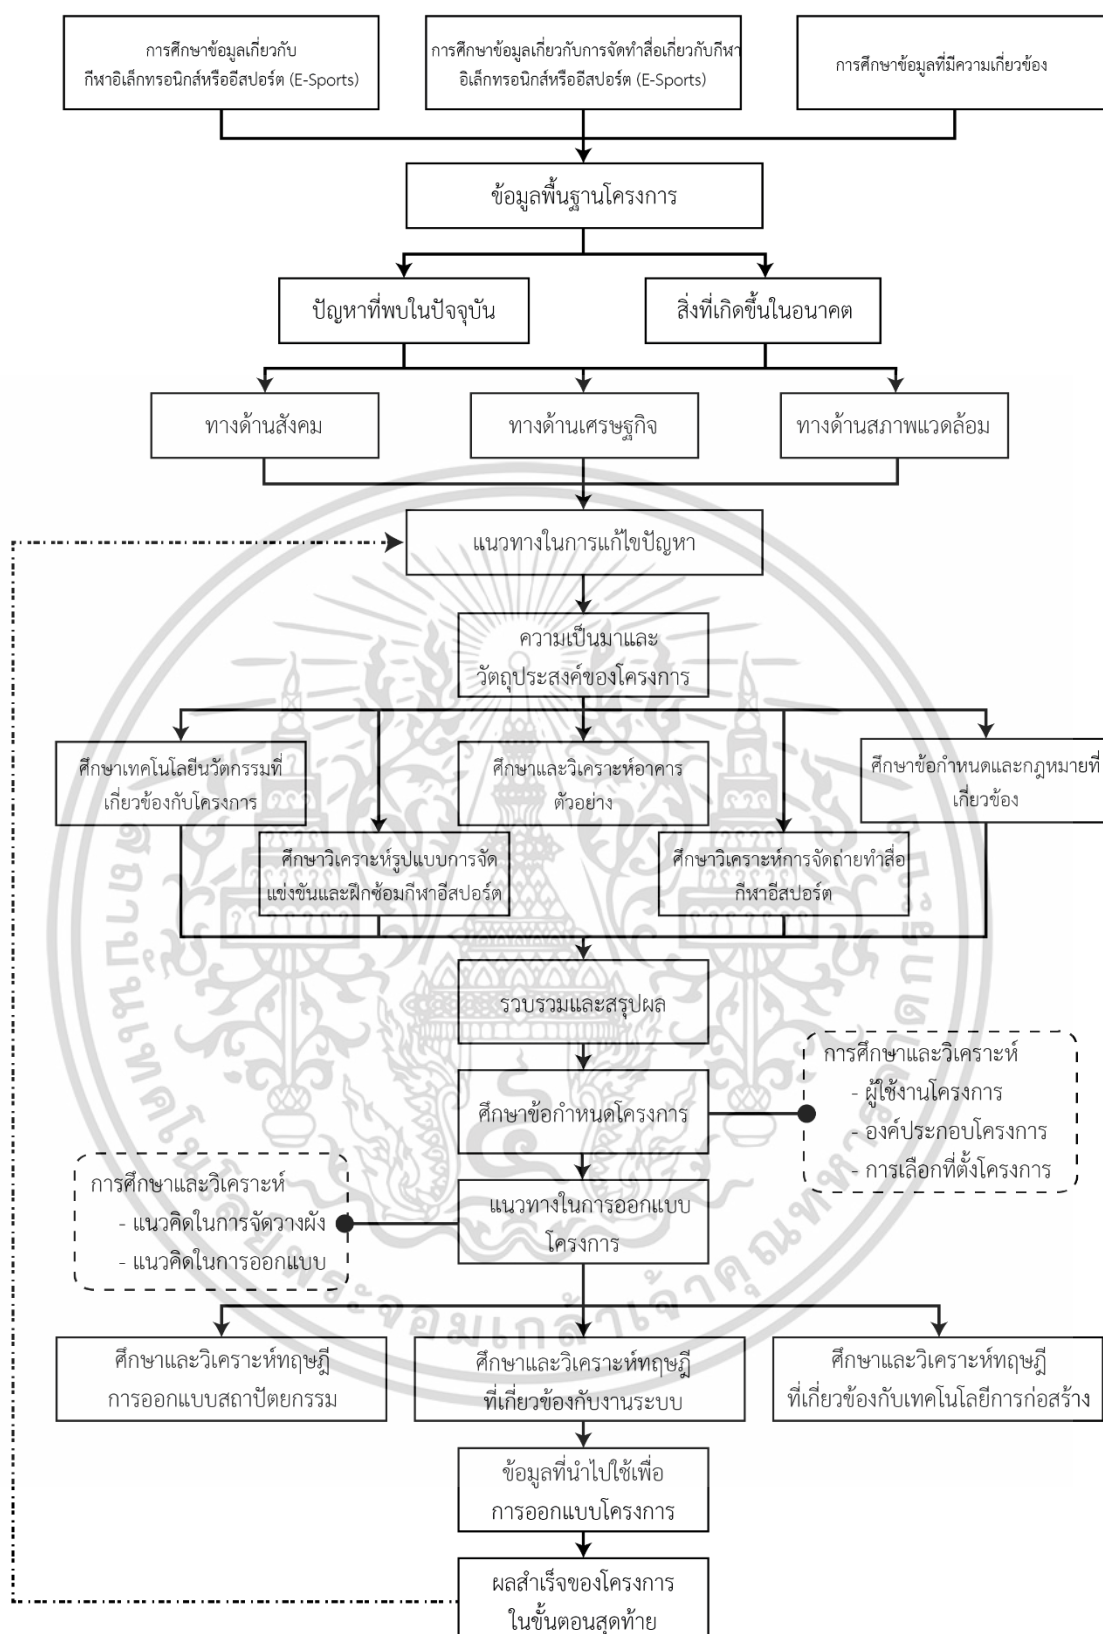 การศึกษาข้อมูลเกี่ยวกับ
กีฬาอิเล็กทรอนิกส์หรืออีสปอร์ต (E-Sports)
การศึกษาข้อมูลเกี่ยวกับการจัดทำสื่อเกี่ยวกับกีฬา
อิเล็กทรอนิกส์หรืออีสปอร์ต (E-Sports)
การศึกษาข้อมูลที่มีความเกี่ยวข้อง
ข้อมูลพื้นฐานโครงการ
ปัญหาที่พบในปัจจุบัน
สิ่งที่เกิดขึ้นในอนาคต
ทางด้านสังคม
ทางด้านเศรษฐกิจ
ทางด้านสภาพแวดล้อม
แนวทางในการแก้ไขปัญหา
ความเป็นมาและ
วัตถุประสงค์ของโครงการ
ศึกษาเทคโนโลยีนวัตกรรมที่
เกี่ยวข้องกับโครงการ
ศึกษาและวิเคราะห์อาคาร
ตัวอย่าง
ศึกษาข้อกำหนดและกฎหมายที่
เกี่ยวข้อง
ศึกษาวิเคราะห์รูปแบบการจัด
แข่งขันและฝึกซ้อมกีฬาอีสปอร์ต
ศึกษาวิเคราะห์การจัดถ่ายทำสื่อ
กีฬาอีสปอร์ต
รวบรวมและสรุปผล
ศึกษาข้อกำหนดโครงการ
การศึกษาและวิเคราะห์
- ผู้ใช้งานโครงการ
- องค์ประกอบโครงการ
- การเลือกที่ตั้งโครงการ
แนวทางในการออกแบบ
โครงการ
การศึกษาและวิเคราะห์
- แนวคิดในการจัดวางผัง
- แนวคิดในการออกแบบ
ศึกษาและวิเคราะห์ทฤษฎี
การออกแบบสถาปัตยกรรม
ศึกษาและวิเคราะห์ทฤษฎี
ที่เกี่ยวข้องกับงานระบบ
ศึกษาและวิเคราะห์ทฤษฎี
ที่เกี่ยวข้องกับเทคโนโลยีการก่อสร้าง
ข้อมูลที่นำไปใช้เพื่อ
การออกแบบโครงการ
ผลสำเร็จของโครงการ
ในขั้นตอนสุดท้าย
สถาบันเทคโนโลยีพระจอมเกล้าเจ้าคุณทหารลาดกระบัง